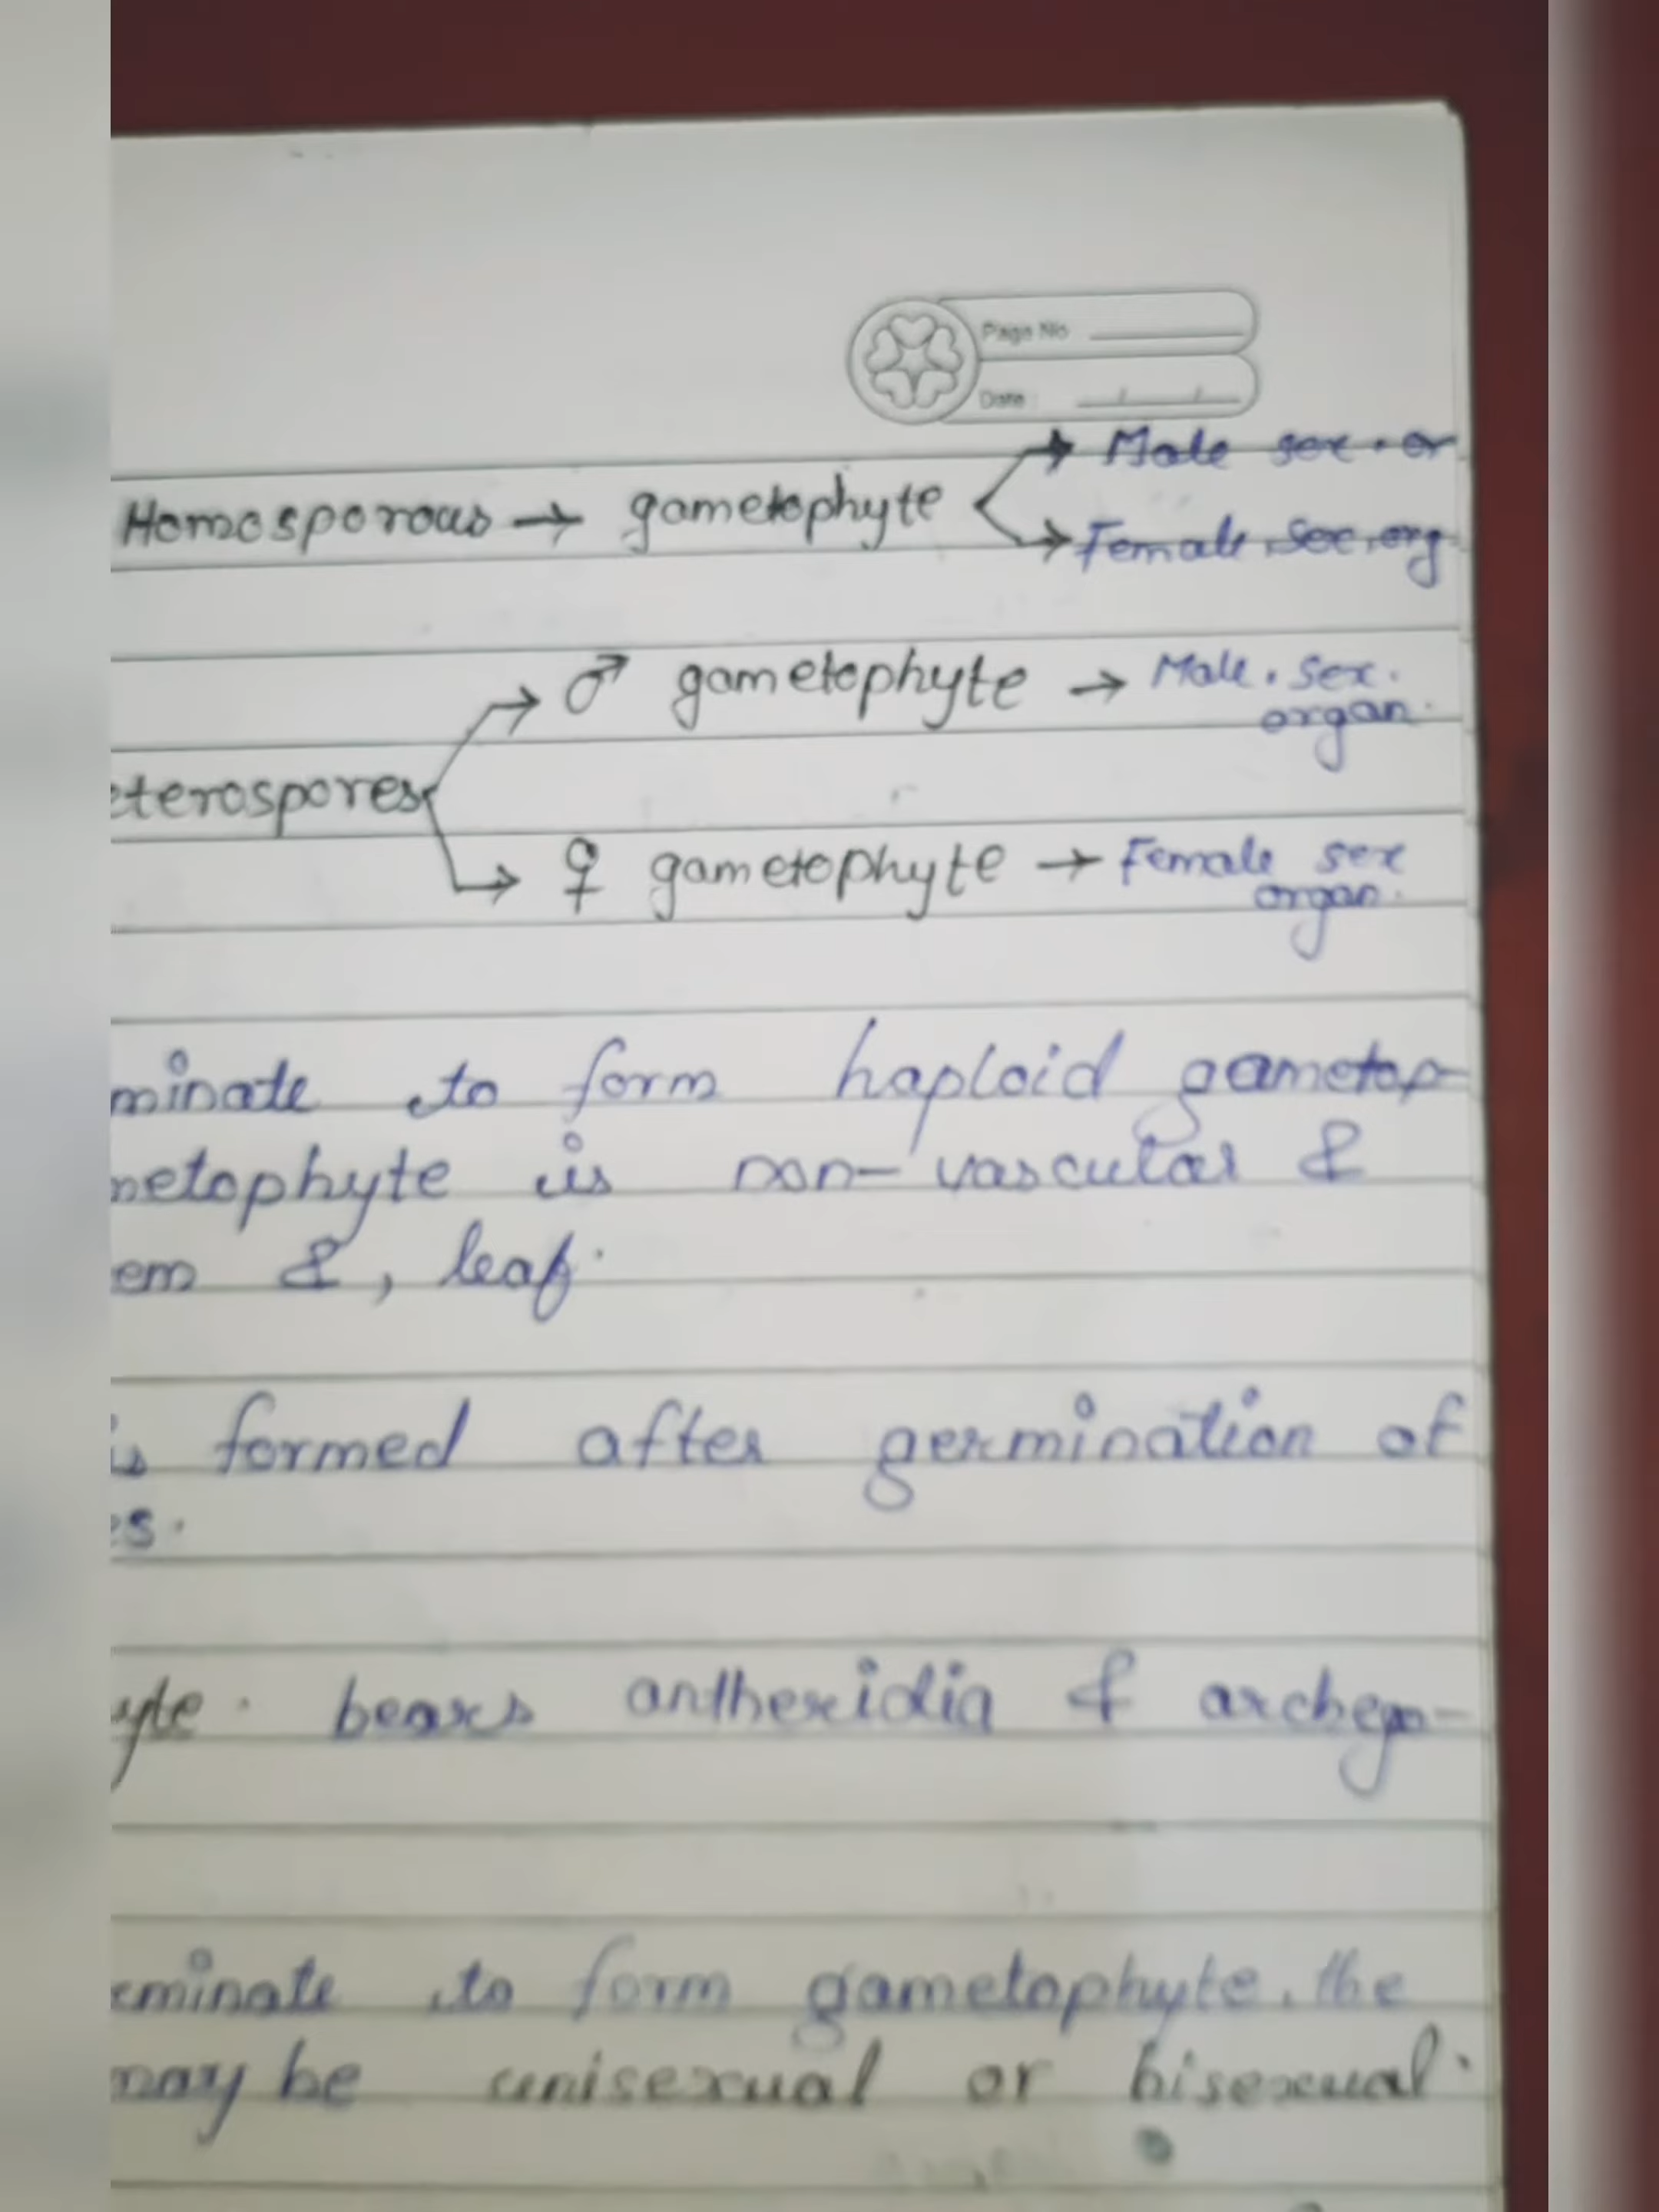 Page No
Date :
Male sex. or
Homosporous → gametophyte
Female sex. org
♂ gametophyte → Male. sex.
organ.
eterospores
♀ gametophyte → Female sex
organ.
minate to form haploid gametop-
metophyte is non-vascular &
em &, leaf.
is formed after germination of
es.
yte. bears antheridia & archego-
rminate to form gametophyte. the
may be unisexual or bisexual.